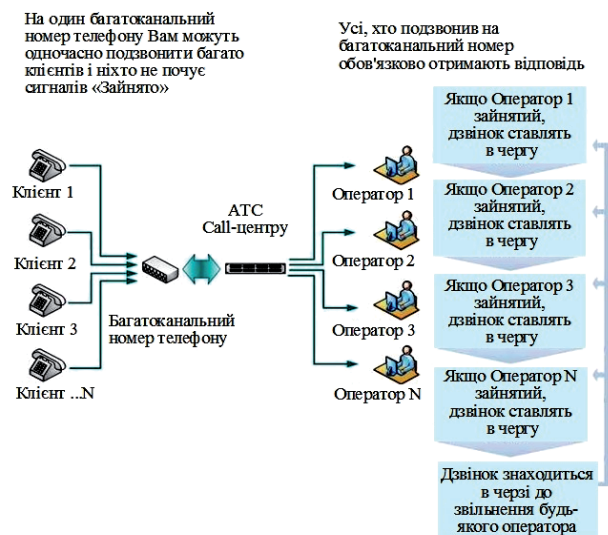 На один багатоканальний
номер телефону Вам можуть
одночасно подзвонити багато
клієнтів і ніхто не почує
сигналів «Зайнято»
Усі, хто подзвонив на
багатоканальний номер
обов'язково отримають відповідь
Клієнт 1
Клієнт 2
Клієнт 3
Клієнт ...N
Багатоканальний
номер телефону
АТС
Call-центру
Оператор 1
Оператор 2
Оператор 3
Оператор N
Якщо Оператор 1
зайнятий,
дзвінок ставлять
в чергу
Якщо Оператор 2
зайнятий,
дзвінок ставлять
в чергу
Якщо Оператор 3
зайнятий,
дзвінок ставлять
в чергу
Якщо Оператор N
зайнятий,
дзвінок ставлять
в чергу
Дзвінок знаходиться
в черзі до
звільнення будь-
якого оператора